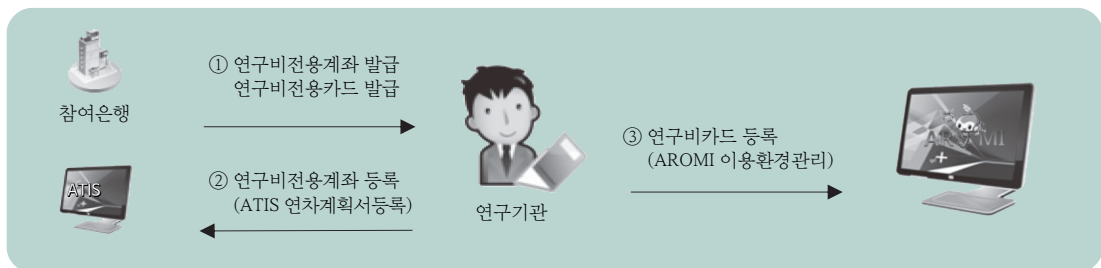 ① 연구비전용계좌 발급
연구비전용카드 발급
참여은행
② 연구비전용계좌 등록
(ATIS 연차계획서등록)
ATIS
연구기관
③ 연구비카드 등록
(AROMI 이용환경관리)
AROMI